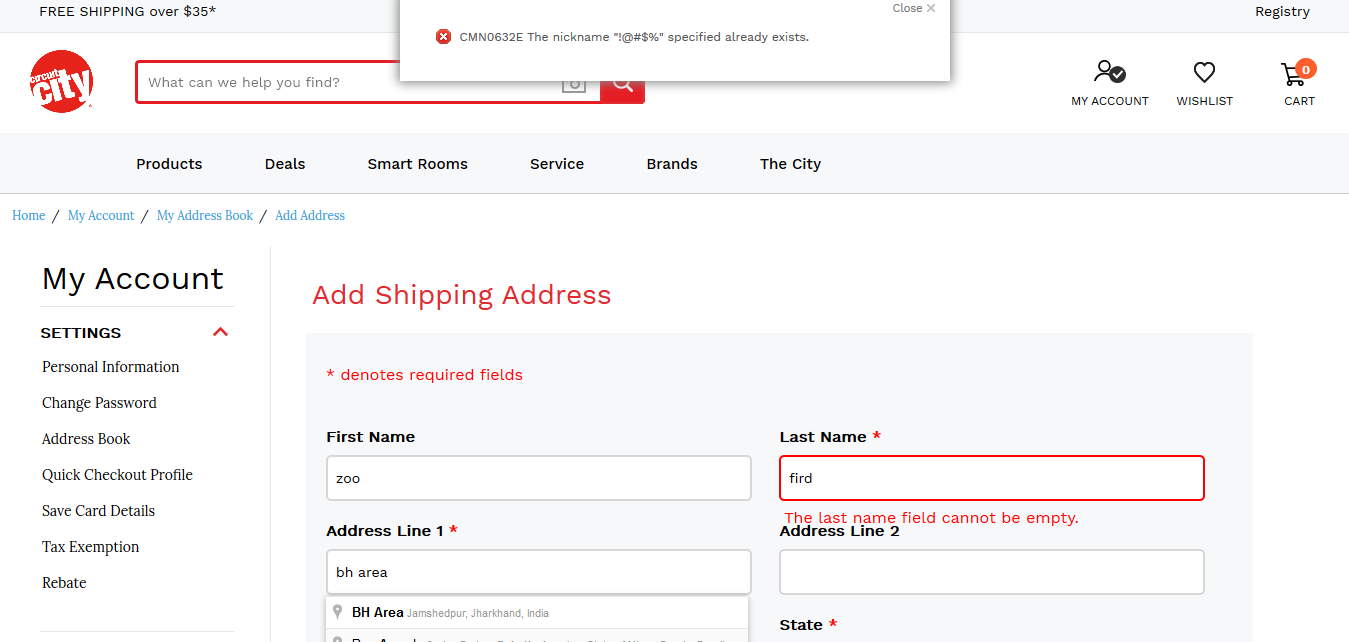 FREE SHIPPING over $35*
Close
Registry
CMN0632E The nickname "!@#$%" specified already exists.
circuit
city
What can we help you find?
0
MY ACCOUNT
WISHLIST
CART
Products
Deals
Smart Rooms
Service
Brands
The City
Home / My Account / My Address Book / Add Address
My Account
SETTINGS
Personal Information
Change Password
Address Book
Quick Checkout Profile
Save Card Details
Tax Exemption
Rebate
Add Shipping Address
* denotes required fields
First Name
Last Name *
zoo
fird
The last name field cannot be empty.
Address Line 1 *
Address Line 2
bh area
BH Area Jamshedpur, Jharkhand, India
State *